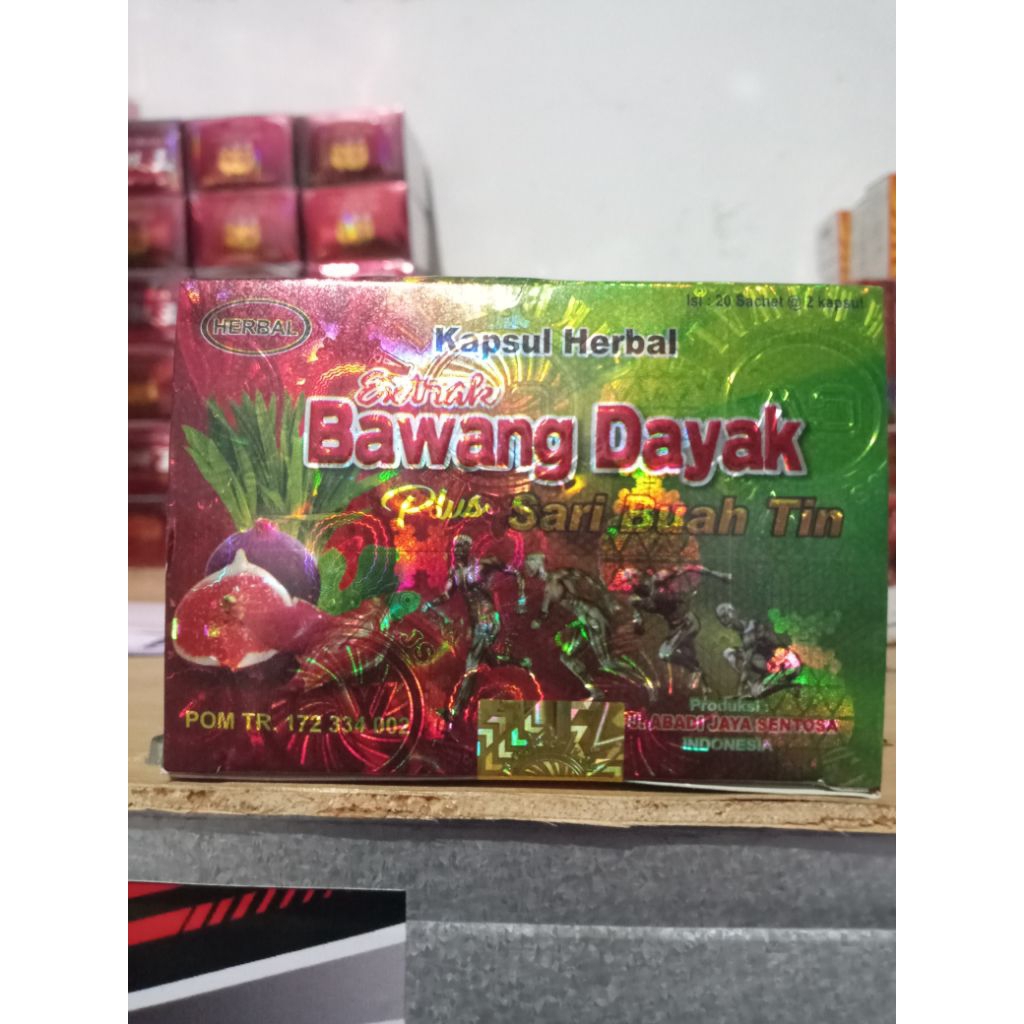 HERBAL
Isi : 20 Sachet @ 2 kapsul
Kapsul Herbal
Extrak
Bawang Dayak
Plus Sari Buah Tin
POM TR. 172 334 002
Produksi :
ABADI JAYA SENTOSA
INDONESIA